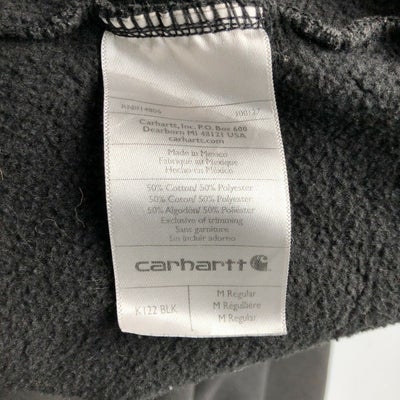 Carhartt, Inc. P.O. Box 600
Dearborn MI 48121 USA
carhartt.com
Made in Mexico
Fabriqué au Mexique
Hecho en México
50% Cotton/ 50% Polyester
50% Coton/ 50% Polyester
50% Algodón/ 50% Polyester
Exclusive of trimming
Sans garniture
Sin incluir adorno
carhartt
K122 BLK
M Regular
M Régulliere
M Regular